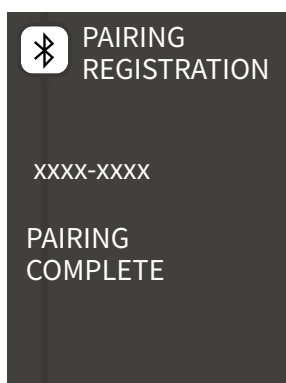 PAIRING
REGISTRATION
xxxx-xxxx
PAIRING
COMPLETE